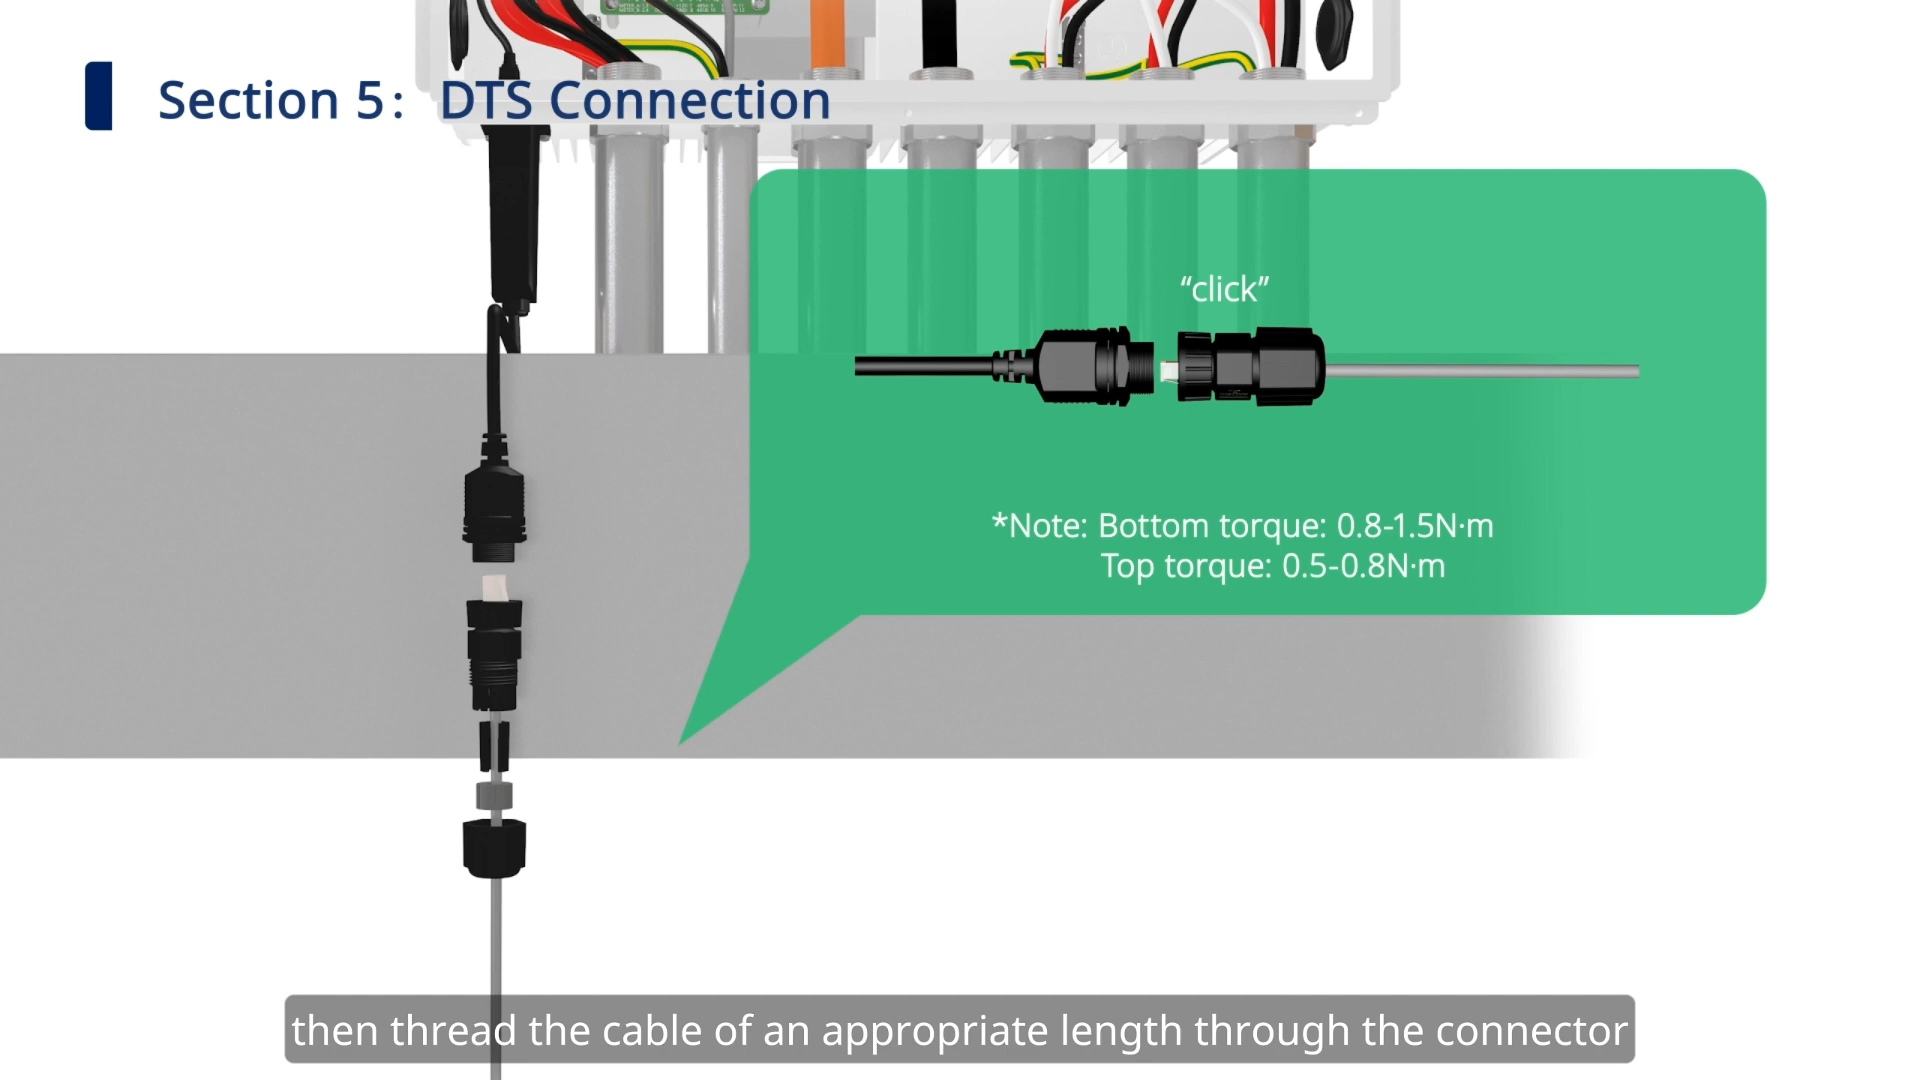 Section 5: DTS Connection
“click”
*Note: Bottom torque: 0.8-1.5N·m
Top torque: 0.5-0.8N·m
then thread the cable of an appropriate length through the connector